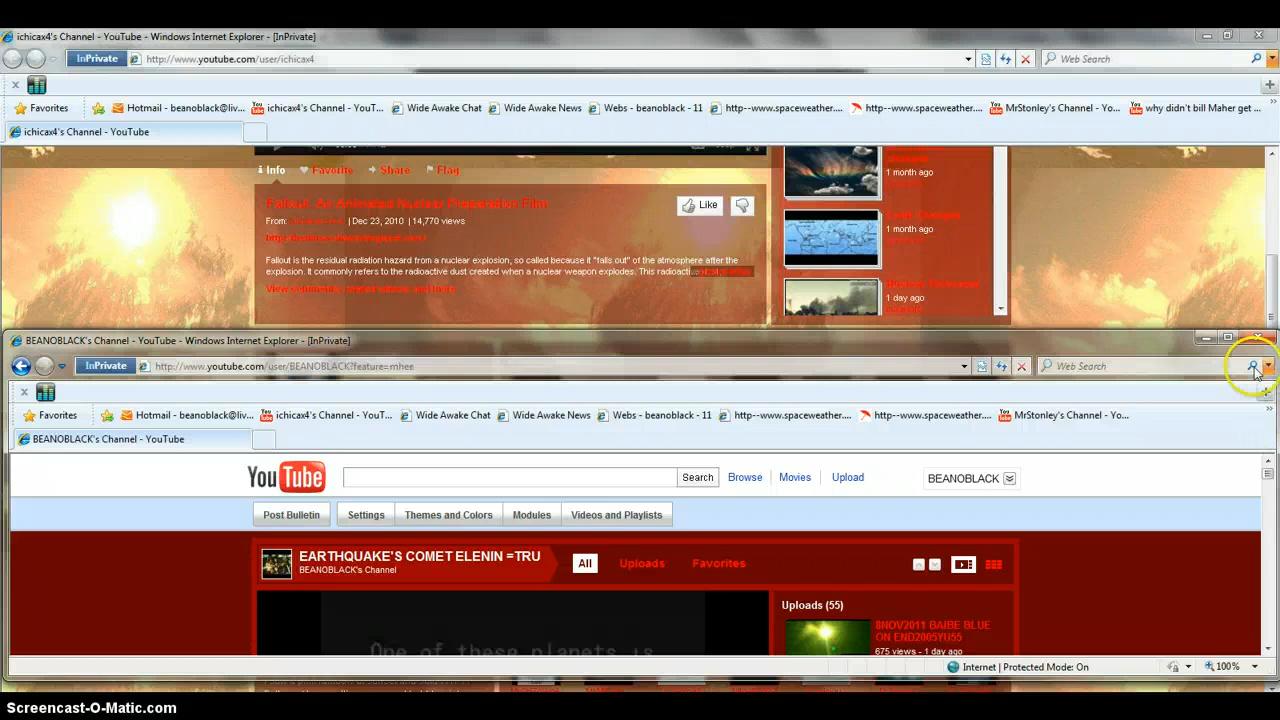 ichicax4's Channel - YouTube - Windows Internet Explorer - [InPrivate]
InPrivate http://www.youtube.com/user/ichicax4 Web Search
Favorites Hotmail - beanoblack@liv... ichicax4's Channel - YouT... Wide Awake Chat Wide Awake News Webs - beanoblack - 11 http--www.spaceweather.... http--www.spaceweather.... MrStonley's Channel - Yo... why didn't bill Maher get ...
ichicax4's Channel - YouTube
Info Favorite Share Flag
1 month ago
Fallout: An Animated Nuclear Presentation Film
Like
From: | Dec 23, 2010 | 14,770 views
1 month ago
Fallout is the residual radiation hazard from a nuclear explosion, so called because it "falls out" of the atmosphere after the
explosion. It commonly refers to the radioactive dust created when a nuclear weapon explodes. This radioacti...
View comments, related videos, and more
1 day ago
BEANOBLACK's Channel - YouTube - Windows Internet Explorer - [InPrivate]
InPrivate http://www.youtube.com/user/BEANOBLACK?feature=mhee Web Search
Favorites Hotmail - beanoblack@liv... ichicax4's Channel - YouT... Wide Awake Chat Wide Awake News Webs - beanoblack - 11 http--www.spaceweather.... http--www.spaceweather.... MrStonley's Channel - Yo...
BEANOBLACK's Channel - YouTube
YouTube Search Browse Movies Upload BEANOBLACK
Post Bulletin Settings Themes and Colors Modules Videos and Playlists
EARTHQUAKE'S COMET ELENIN =TRU
BEANOBLACK's Channel
All Uploads Favorites
Uploads (55)
8NOV2011 BAIBE BLUE
ON END2005YU55
675 views - 1 day ago
One of these planets is
Internet | Protected Mode: On 100%
Screencast-O-Matic.com